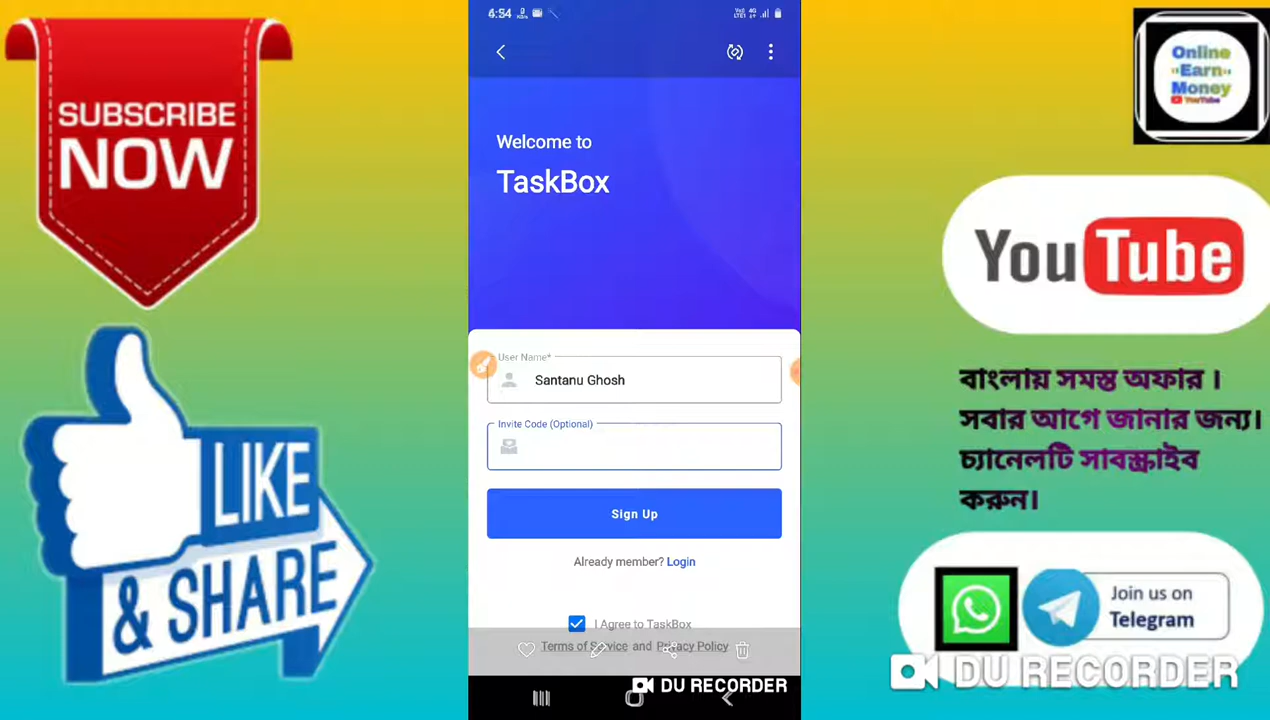 SUBSCRIBE
NOW
LIKE
& SHARE
4:54
Welcome to
TaskBox
User Name*
Santanu Ghosh
Invite Code (Optional)
Sign Up
Already member? Login
I Agree to TaskBox
Terms of Service and Privacy Policy
DU RECORDER
Online
Earn
Money
YouTube
YouTube
বাংলায় সমস্ত অফার ।
সবার আগে জানার জন্য।
চ্যানেলটি সাবস্ক্রাইব
করুন।
Join us on
Telegram
DU RECORDER